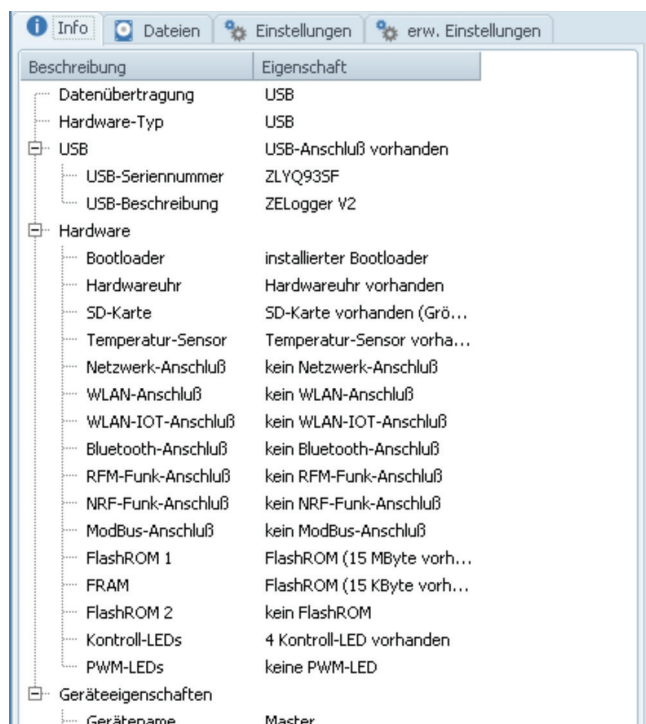 Info Dateien Einstellungen erw. Einstellungen
Beschreibung Eigenschaft
Datenübertragung USB
Hardware-Typ USB
USB USB-Anschluß vorhanden
USB-Seriennummer ZLYQ93SF
USB-Beschreibung ZELogger V2
Hardware
Bootloader installierter Bootloader
Hardwareuhr Hardwareuhr vorhanden
SD-Karte SD-Karte vorhanden (Grö...
Temperatur-Sensor Temperatur-Sensor vorha...
Netzwerk-Anschluß kein Netzwerk-Anschluß
WLAN-Anschluß kein WLAN-Anschluß
WLAN-IOT-Anschluß kein WLAN-IOT-Anschluß
Bluetooth-Anschluß kein Bluetooth-Anschluß
RFM-Funk-Anschluß kein RFM-Funk-Anschluß
NRF-Funk-Anschluß kein NRF-Funk-Anschluß
ModBus-Anschluß kein ModBus-Anschluß
FlashROM 1 FlashROM (15 MByte vorh...
FRAM FlashROM (15 KByte vorh...
FlashROM 2 kein FlashROM
Kontroll-LEDs 4 Kontroll-LED vorhanden
PWM-LEDs keine PWM-LED
Geräteeigenschaften
Gerätename Master